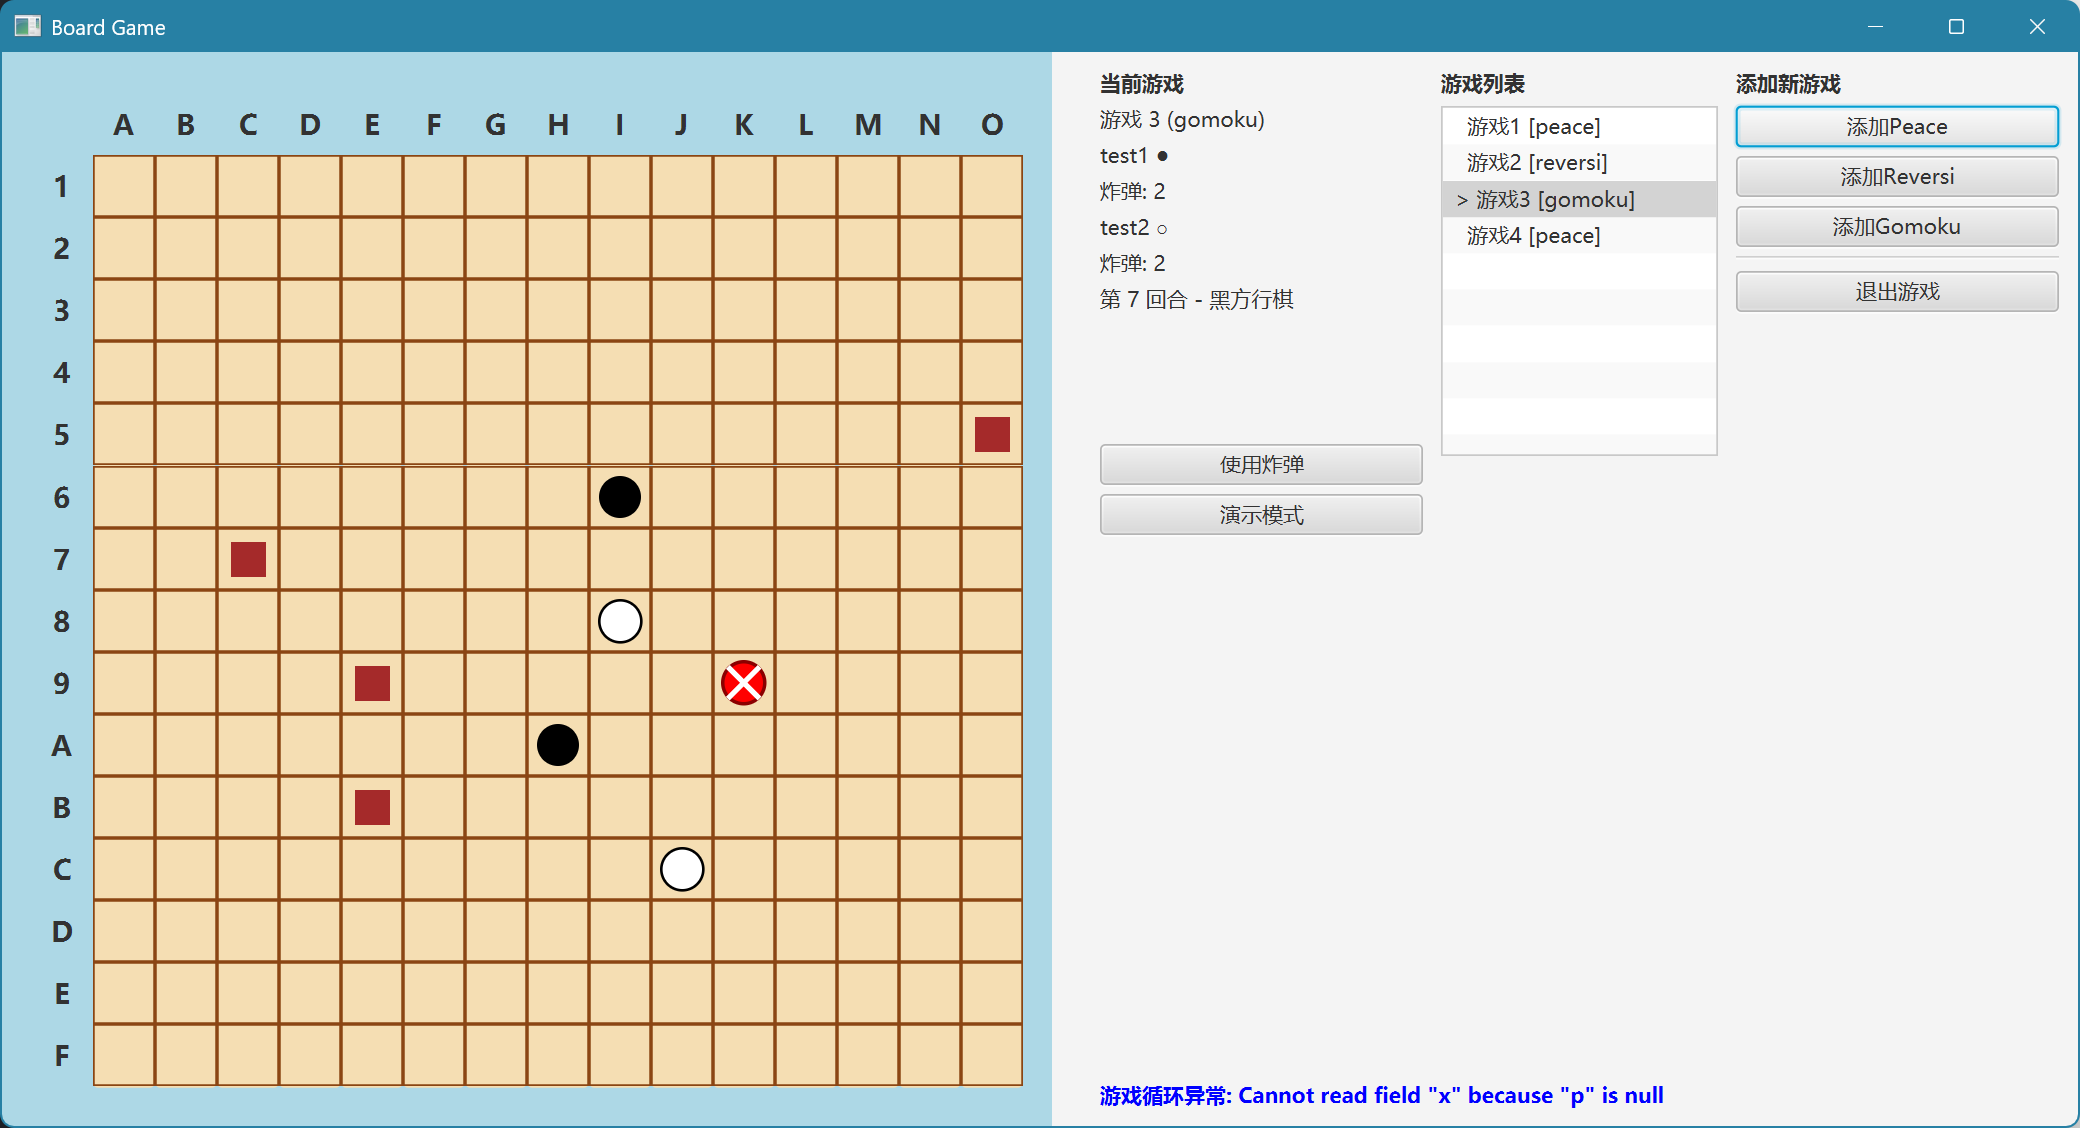 Board Game
A B C D E F G H I J K L M N O
1
2
3
4
5
6
7
8
9
A
B
C
D
E
F
当前游戏
游戏 3 (gomoku)
test1 ●
炸弹: 2
test2 ○
炸弹: 2
第 7 回合 - 黑方行棋
使用炸弹
演示模式
游戏列表
游戏1 [peace]
游戏2 [reversi]
> 游戏3 [gomoku]
游戏4 [peace]
添加新游戏
添加Peace
添加Reversi
添加Gomoku
退出游戏
游戏循环异常: Cannot read field "x" because "p" is null